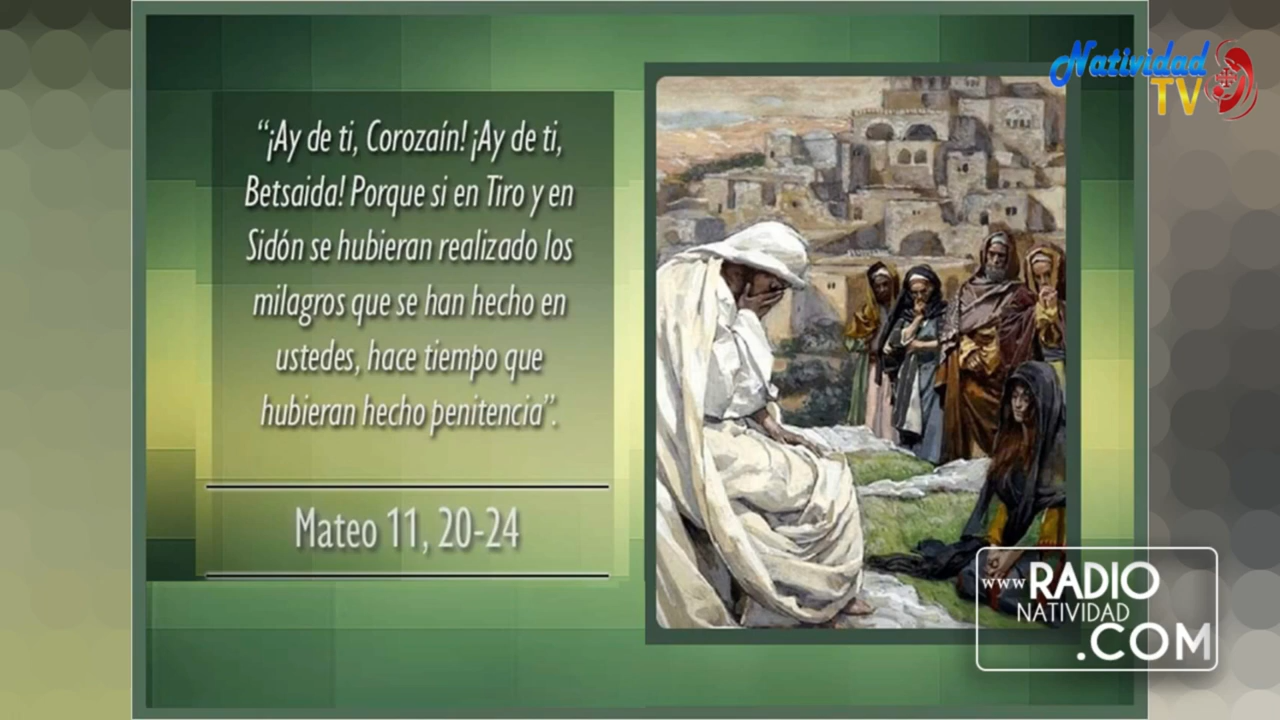 “¡Ay de ti, Corozaín! ¡Ay de ti,
Betsaida! Porque si en Tiro y en
Sidón se hubieran realizado los
milagros que se han hecho en
ustedes, hace tiempo que
hubieran hecho penitencia”.
Mateo 11, 20-24
Natividad
TV
www RADIO
NATIVIDAD
.COM